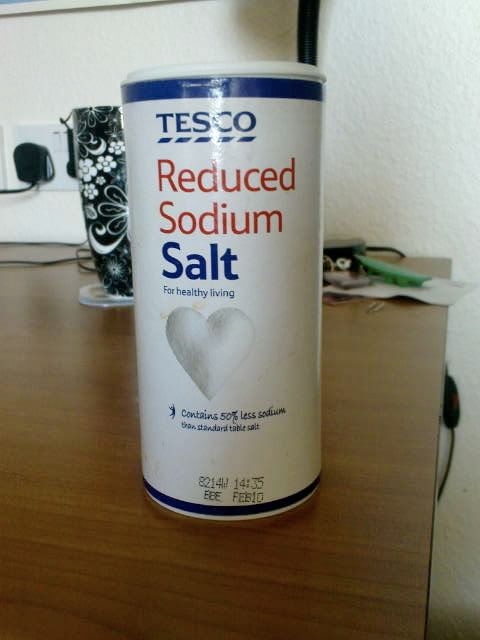 TESCO
Reduced
Sodium
Salt
For healthy living
Contains 50% less sodium
than standard table salt
8214W 14:35
BBE FEB10